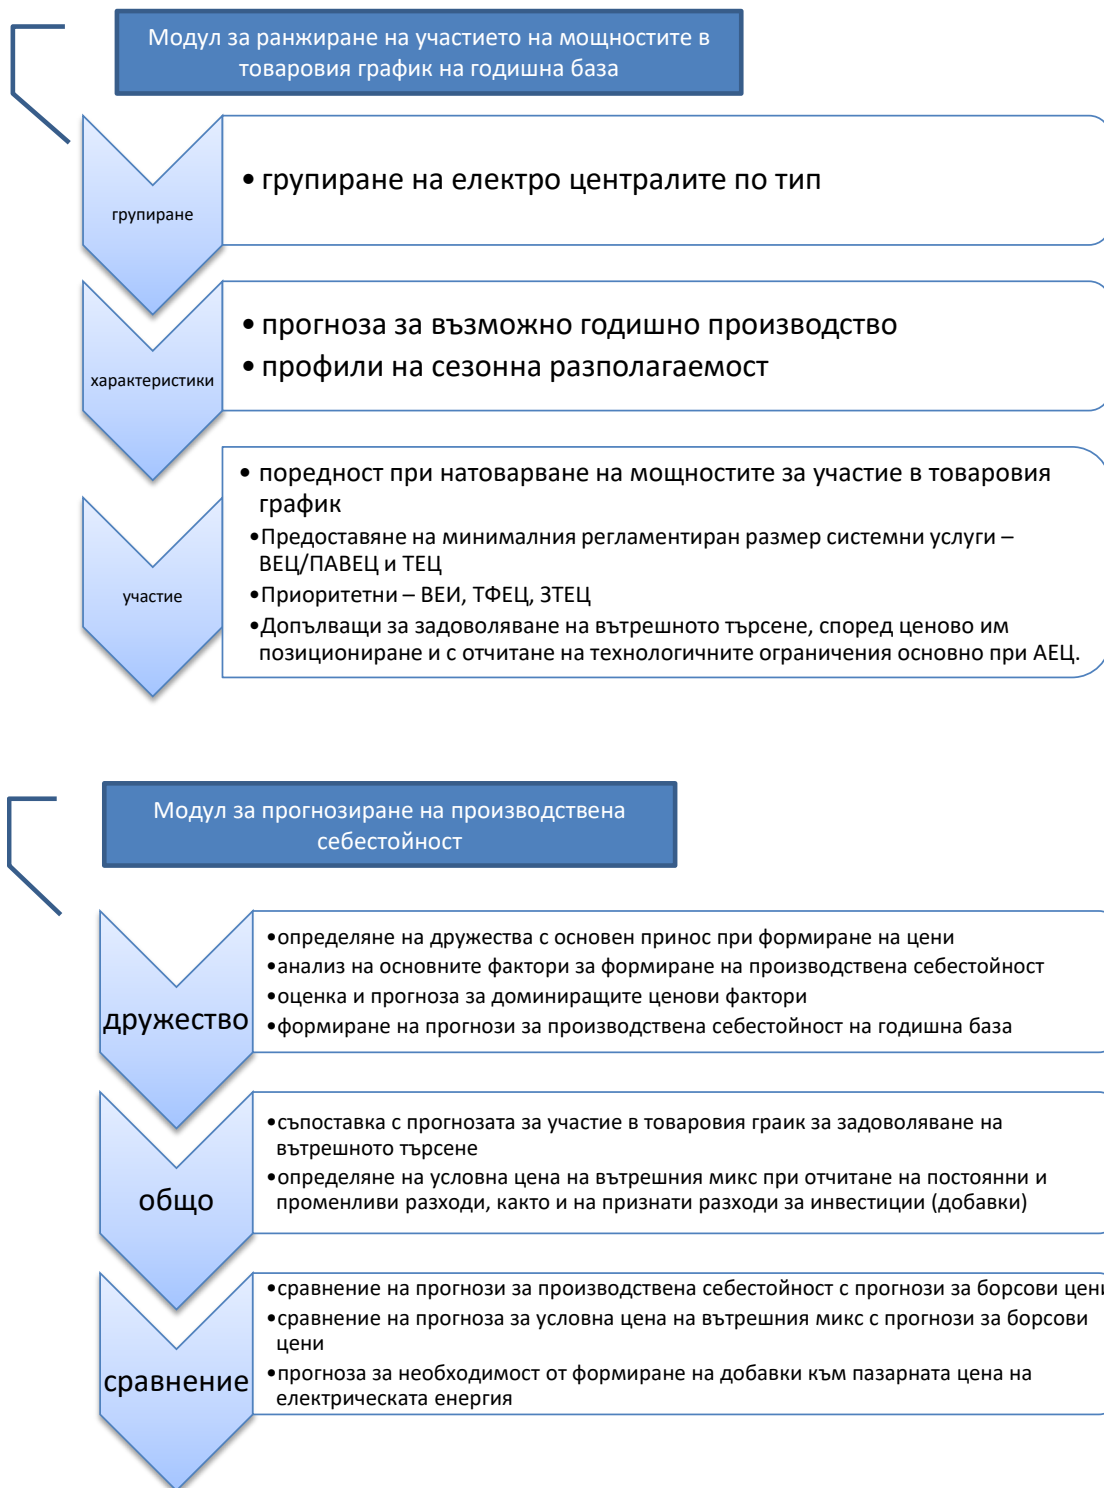 Модул за ранжиране на участието на мощностите в
товаровия график на годишна база
групиране
• групиране на електро централите по тип
характеристики
• прогноза за възможно годишно производство
• профили на сезонна разполагаемост
участие
• поредност при натоварване на мощностите за участие в товаровия
график
•Предоставяне на минималния регламентиран размер системни услуги –
ВЕЦ/ПАВЕЦ и ТЕЦ
•Приоритетни – ВЕИ, ТФЕЦ, ЗТЕЦ
•Допълващи за задоволяване на вътрешното търсене, според ценово им
позициониране и с отчитане на технологичните ограничения основно при АЕЦ.
Модул за прогнозиране на производствена
себестойност
дружество
•определяне на дружества с основен принос при формиране на цени
•анализ на основните фактори за формиране на производствена себестойност
•оценка и прогноза за доминиращите ценови фактори
•формиране на прогнози за производствена себестойност на годишна база
общо
•съпоставка с прогнозата за участие в товаровия граик за задоволяване на
вътрешното търсене
•определяне на условна цена на вътрешния микс при отчитане на постоянни и
променливи разходи, както и на признати разходи за инвестиции (добавки)
сравнение
•сравнение на прогнози за производствена себестойност с прогнози за борсови цени
•сравнение на прогноза за условна цена на вътрешния микс с прогнози за борсови
цени
•прогноза за необходимост от формиране на добавки към пазарната цена на
електрическата енергия